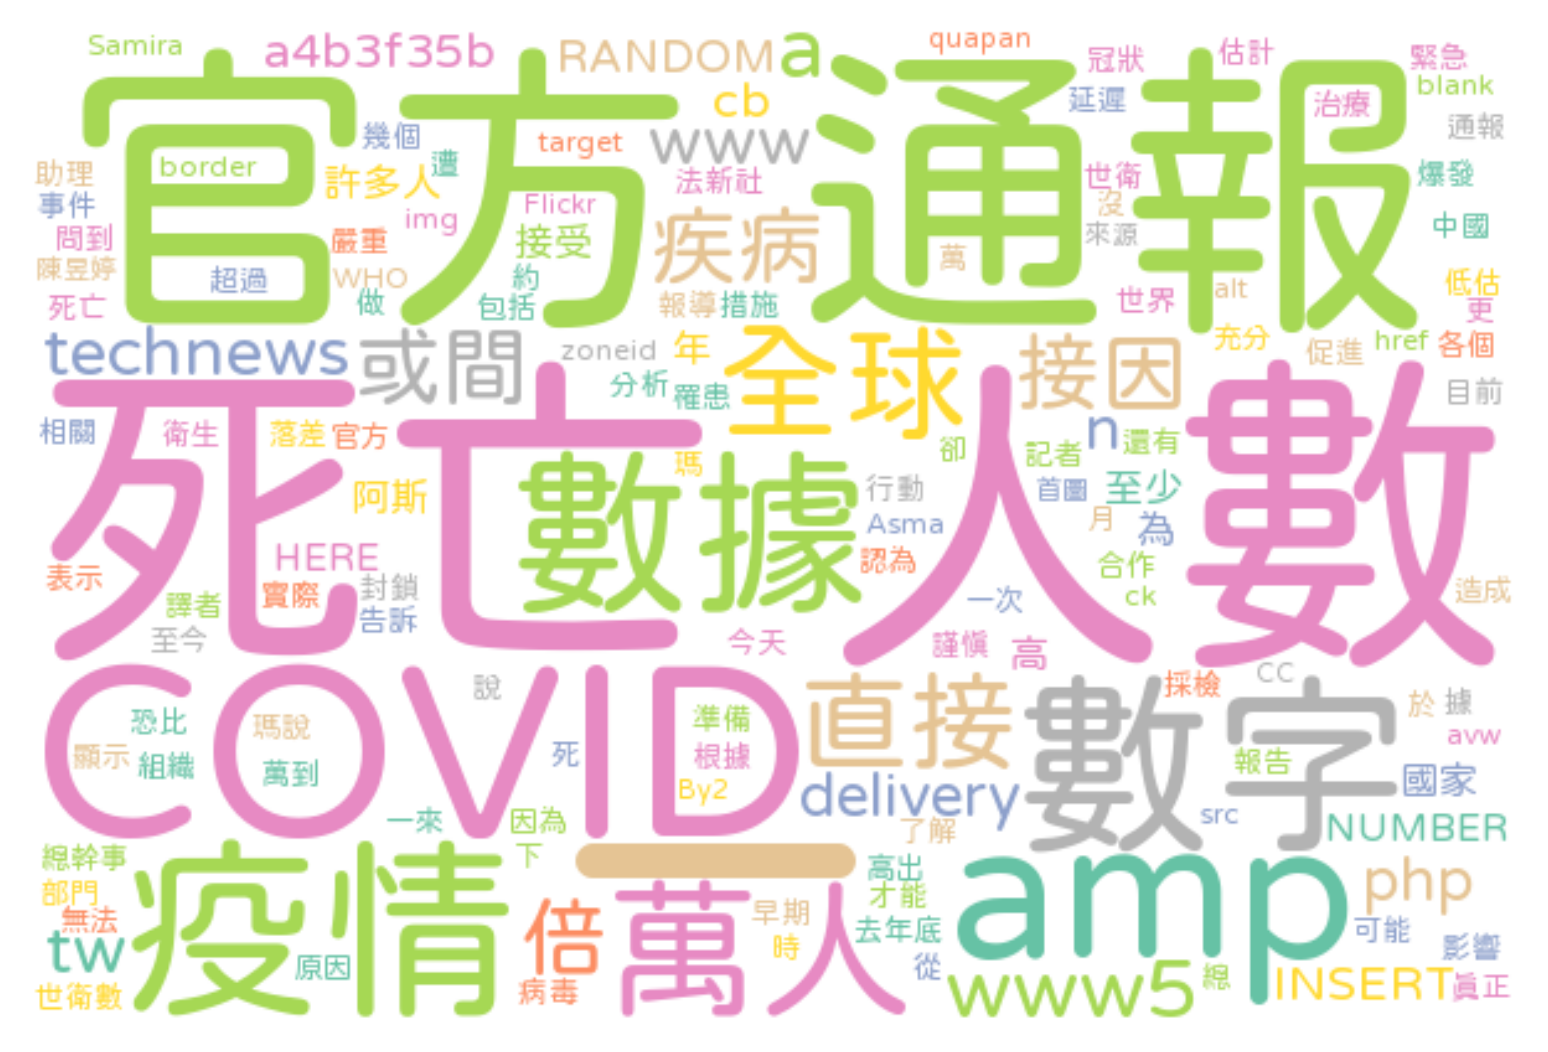 Samira
a4b3f35b
RANDOM
a
quapan
冠狀
估計
緊急
官方通報
cb
延遲
治療
blank
幾個
target
www
通報
border
助理
許多人
遭
法新社
世衛
爆發
事件
img
Flickr
疾病
沒
來源
中國
問到
嚴重
接受
萬
陳昱婷
超過
WHO
約
低估
死亡
做
包括
報導
措施
世界
alt
更
technews
或間
zoneid
年
全球
接因
充分
促進
href
各個
分析
罹患
目前
死亡人數
相關
衛生
落差
官方
數據
瑪
卻
記者
n
還有
阿斯
行動
首圖
至少
Asma
月
為
HERE
認為
合作
表示
實際
封鎖
一次
ck
造成
譯者
告訴
至今
今天
謹慎
高
COVID
說
直接
數字
採檢
CC
於
據
恐比
瑪說
準備
avw
顯示
組織
萬到
死
根據
報告
國家
By2
delivery
一來
因為
了解
src
NUMBER
總幹事
疫情
下
一
高出
amp
php
部門
倍
萬人
早期
才能
無法
去年底
可能
tw
時
影響
原因
從
世衛數
病毒
www5
總
INSERT
真正